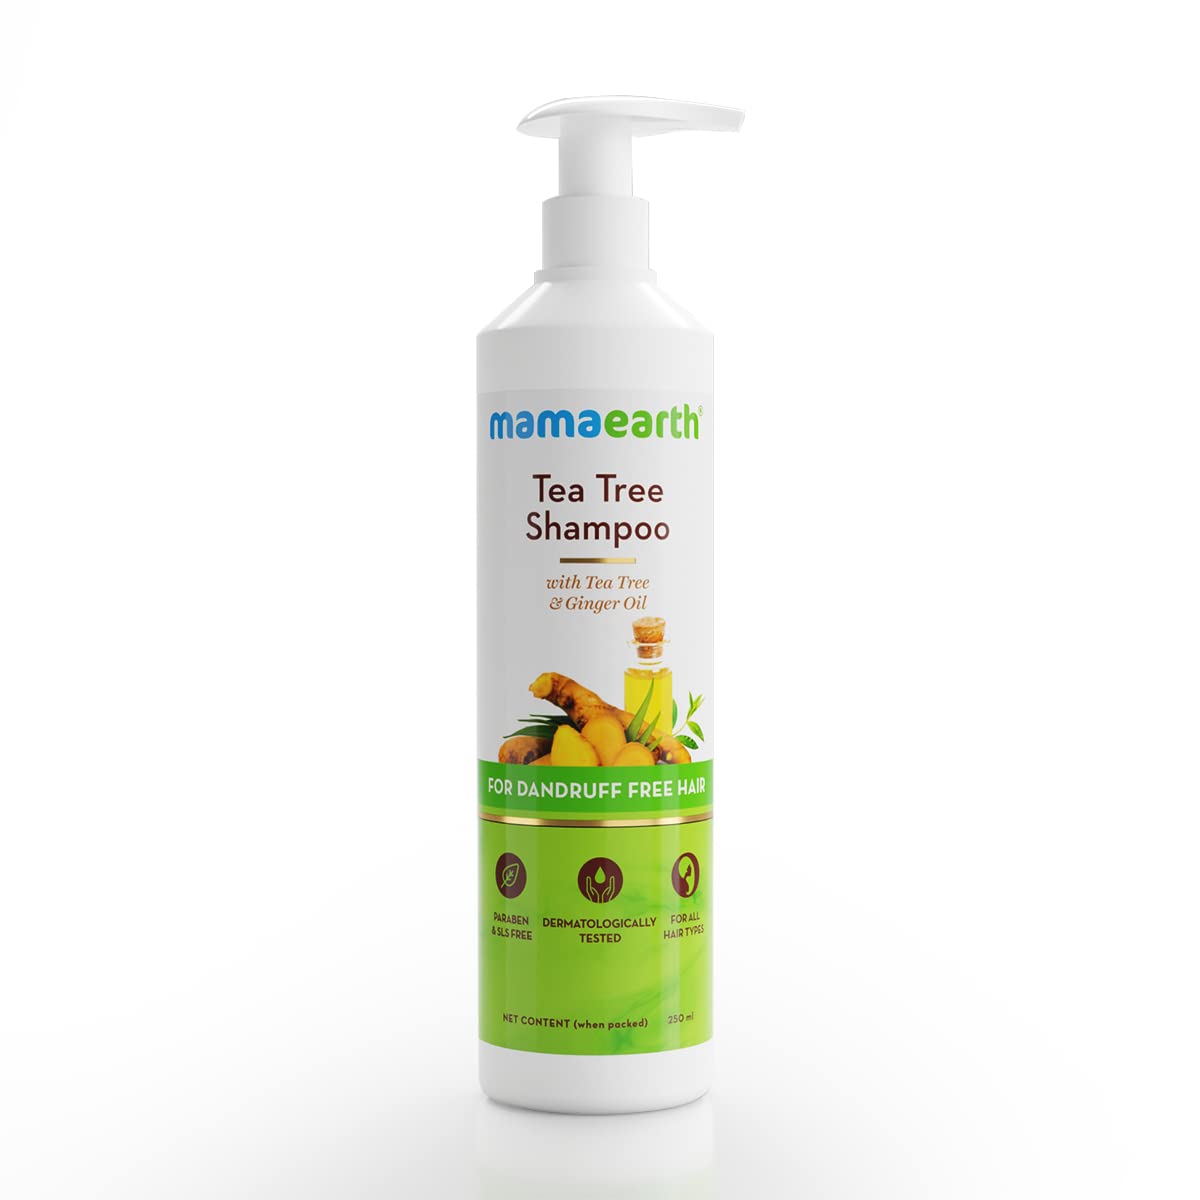 mamaearth®
Tea Tree
Shampoo
with Tea Tree
& Ginger Oil
FOR DANDRUFF FREE HAIR
PARABEN
& SLS FREE
DERMATOLOGICALLY
TESTED
FOR ALL
HAIR TYPES
NET CONTENT (when packed) 250 ml